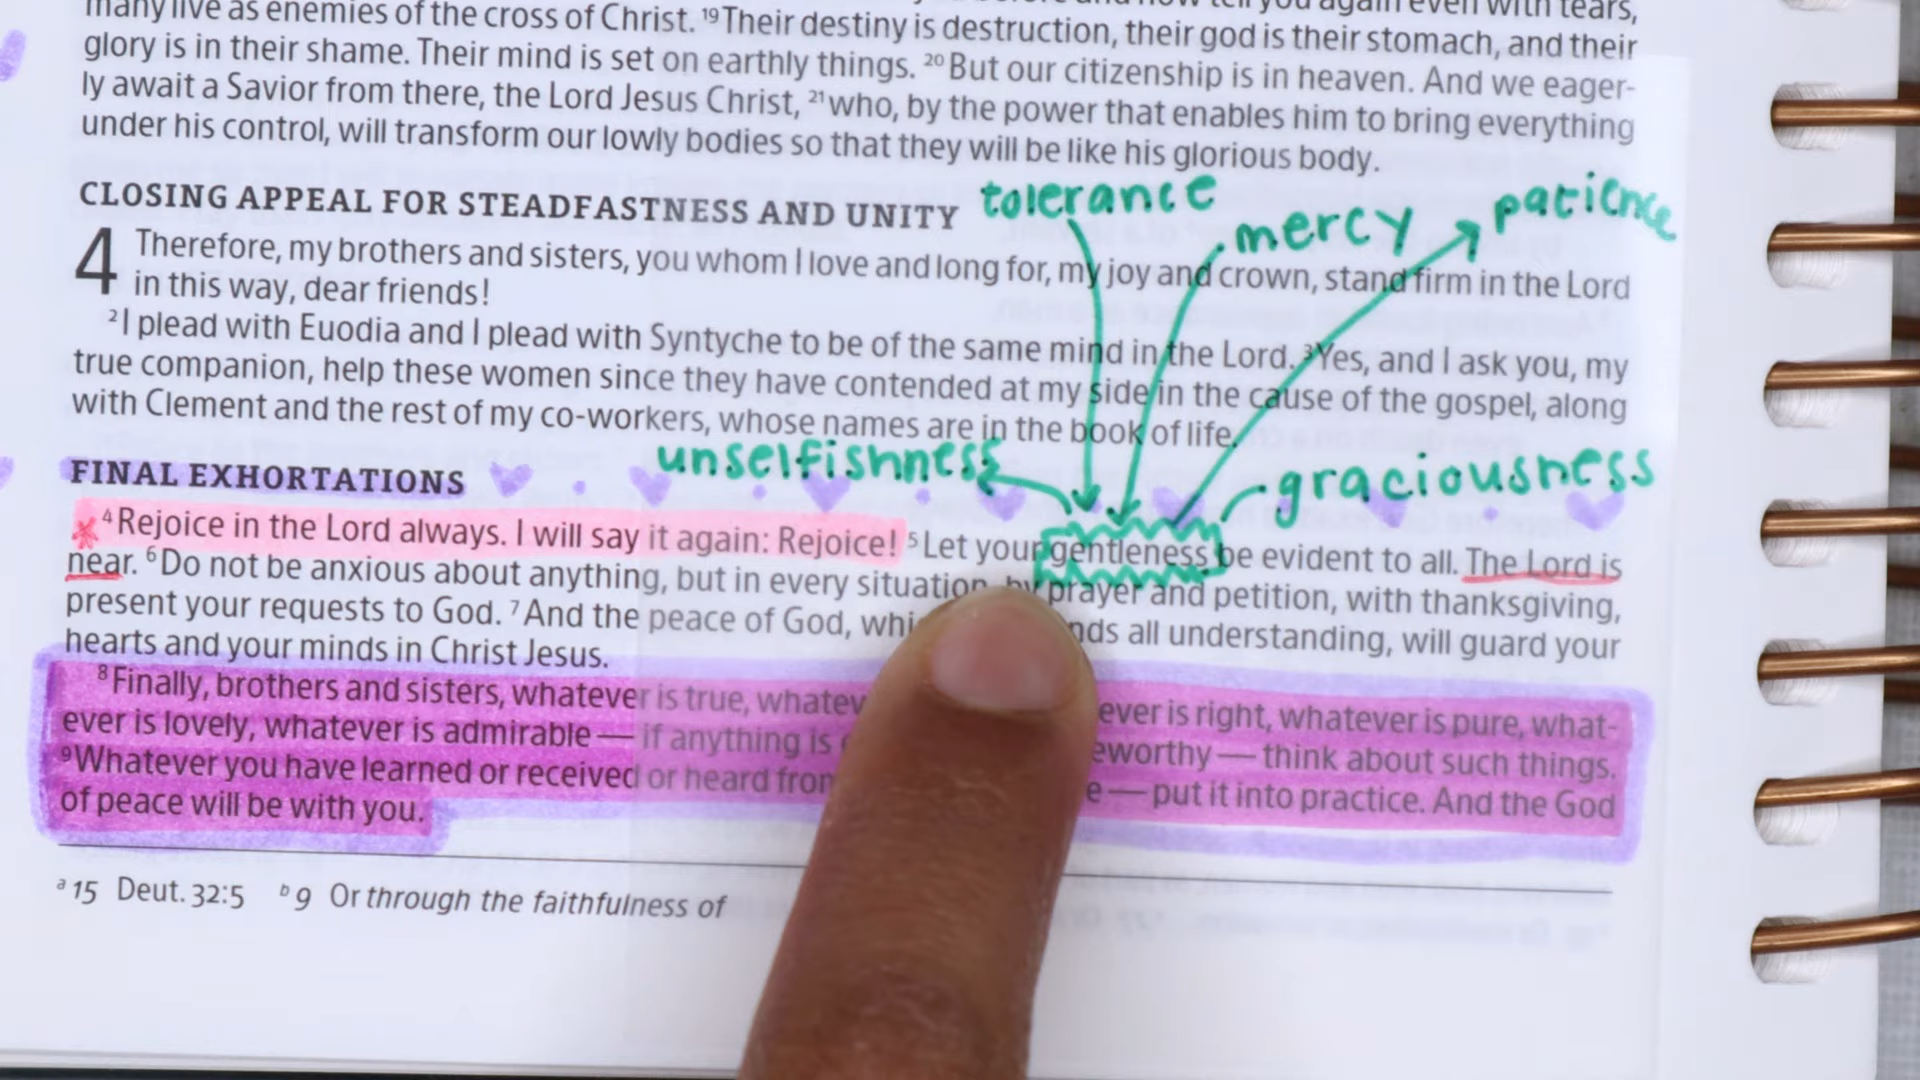 many live as enemies of the cross of Christ. 19 Their destiny is destruction, their god is their stomach, and their
glory is in their shame. Their mind is set on earthly things. 20 But our citizenship is in heaven. And we eager-
ly await a Savior from there, the Lord Jesus Christ, 21 who, by the power that enables him to bring everything
under his control, will transform our lowly bodies so that they will be like his glorious body.
CLOSING APPEAL FOR STEADFASTNESS AND UNITY tolerance mercy patience
4 Therefore, my brothers and sisters, you whom I love and long for, my joy and crown, stand firm in the Lord
in this way, dear friends!
2 I plead with Euodia and I plead with Syntyche to be of the same mind in the Lord. 3 Yes, and I ask you, my
true companion, help these women since they have contended at my side in the cause of the gospel, along
with Clement and the rest of my co-workers, whose names are in the book of life.
FINAL EXHORTATIONS unselfishness graciousness
4 Rejoice in the Lord always. I will say it again: Rejoice! 5 Let your gentleness be evident to all. The Lord is
near. 6 Do not be anxious about anything, but in every situation, by prayer and petition, with thanksgiving,
present your requests to God. 7 And the peace of God, nds all understanding, will guard your
hearts and your minds in Christ Jesus.
8 Finally, brothers and sisters, whatever is true, whatev ever is right, whatever is pure, what-
ever is lovely, whatever is admirable — if anything is eworthy — think about such things.
9 Whatever you have learned or received or heard from e — put it into practice. And the God
of peace will be with you.
a 15 Deut. 32:5 b 9 Or through the faithfulness of